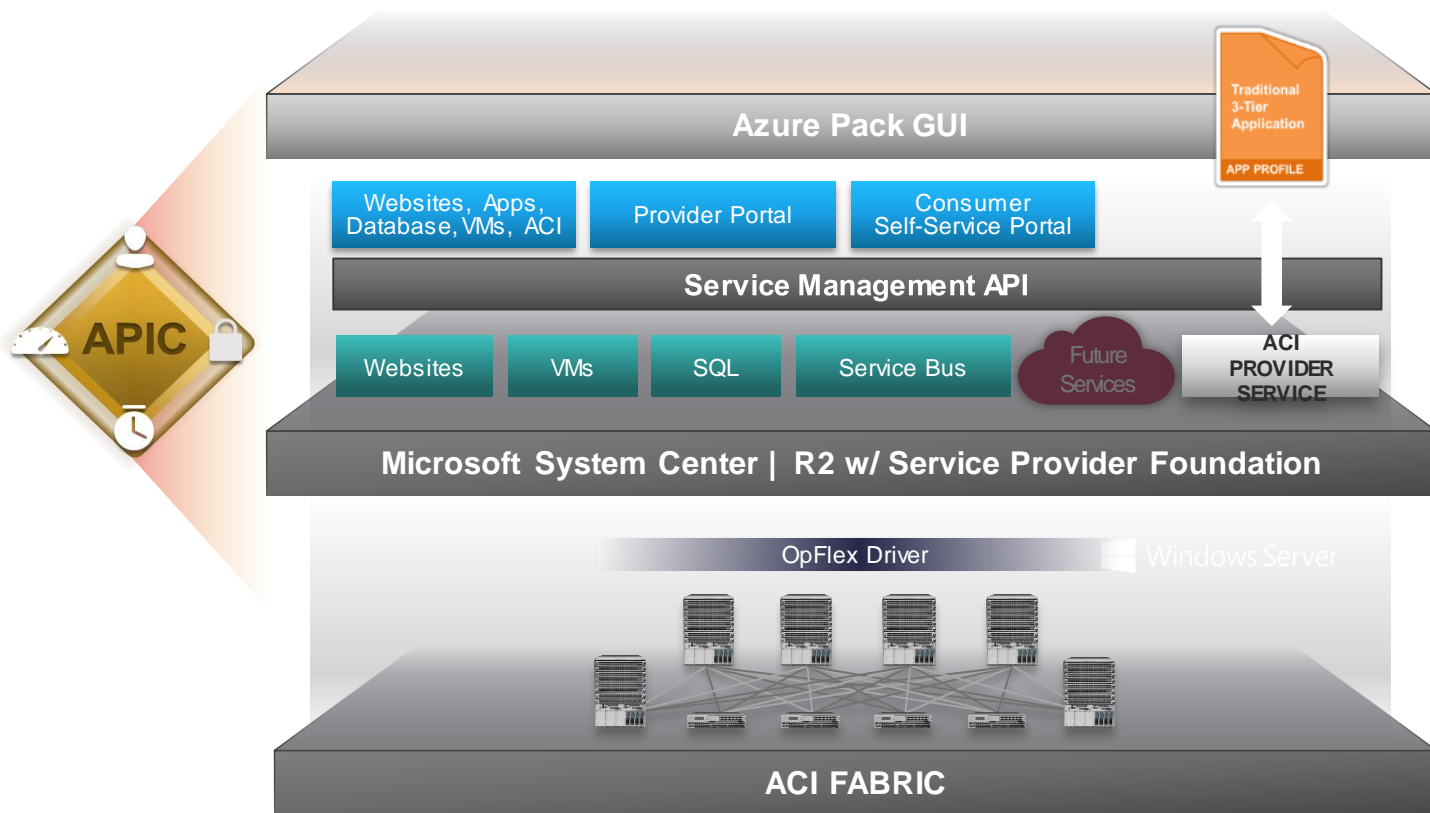 Azure Pack GUI
Traditional
3-Tier
Application
APP PROFILE
Websites, Apps,
Database, VMs, ACI
Provider Portal
Consumer
Self-Service Portal
Service Management API
APIC
Websites
VMs
SQL
Service Bus
Future
Services
ACI
PROVIDER
SERVICE
Microsoft System Center | R2 w/ Service Provider Foundation
OpFlex Driver
Windows Server
ACI FABRIC